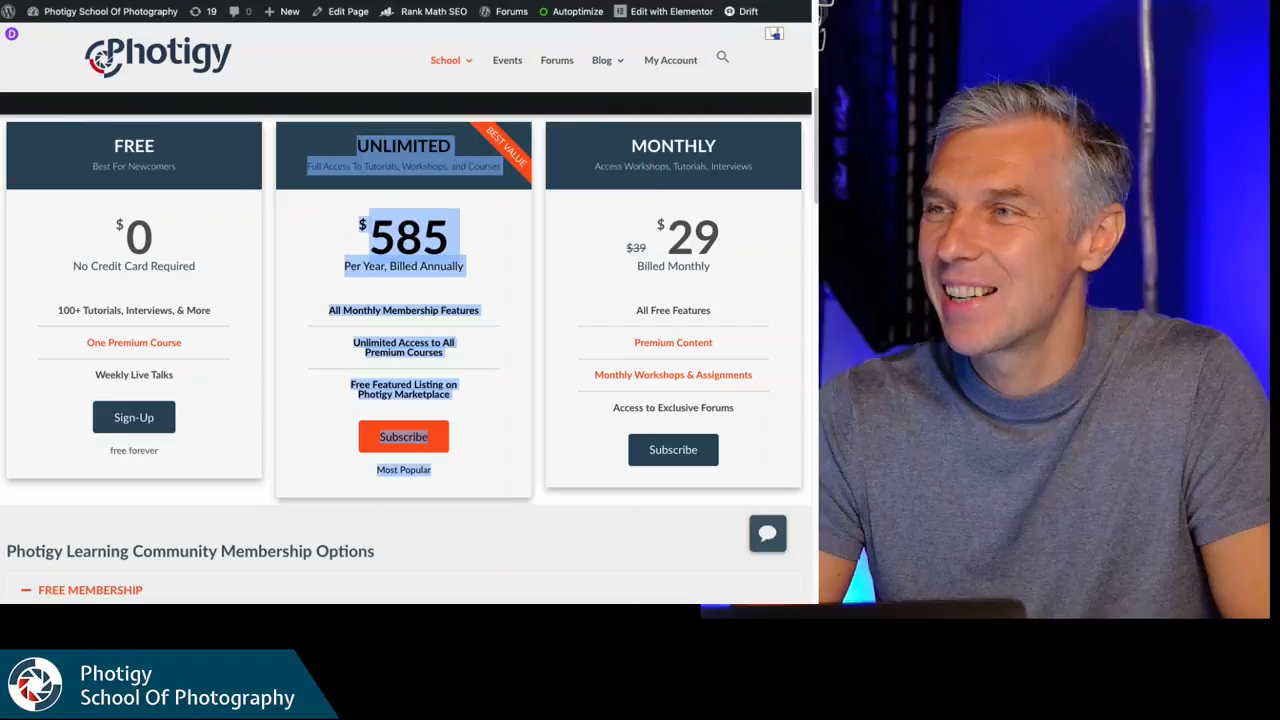 Photigy School Of Photography 19 0 New Edit Page Rank Math SEO Forums Autoptimize Edit with Elementor Drift
D
Photigy
School Events Forums Blog My Account
FREE
Best For Newcomers
$0
No Credit Card Required
100+ Tutorials, Interviews, & More
One Premium Course
Weekly Live Talks
Sign-Up
free forever
UNLIMITED
Full Access To Tutorials, Workshops, and Courses
BEST VALUE
$585
Per Year, Billed Annually
All Monthly Membership Features
Unlimited Access to All
Premium Courses
Free Featured Listing on
Photigy Marketplace
Subscribe
Most Popular
MONTHLY
Access Workshops, Tutorials, Interviews
$39 $29
Billed Monthly
All Free Features
Premium Content
Monthly Workshops & Assignments
Access to Exclusive Forums
Subscribe
Photigy Learning Community Membership Options
FREE MEMBERSHIP
Photigy
School Of Photography